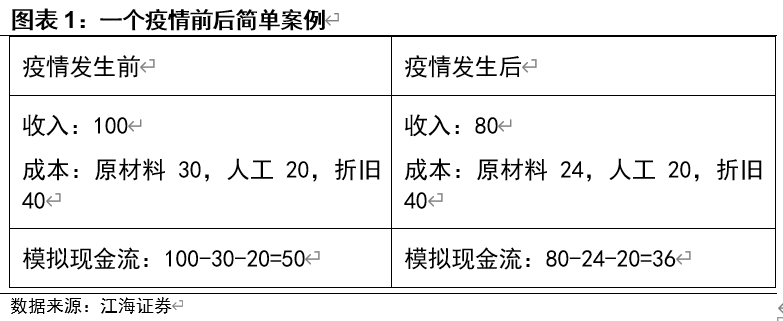 图表 1：一个疫情前后简单案例↵
疫情发生前↵
疫情发生后↵
收入：100↵
成本：原材料 30，人工 20，折旧
40↵
收入：80↵
成本：原材料 24，人工 20，折旧
40↵
模拟现金流：100-30-20=50↵
模拟现金流：80-24-20=36↵
数据来源：江海证券↵